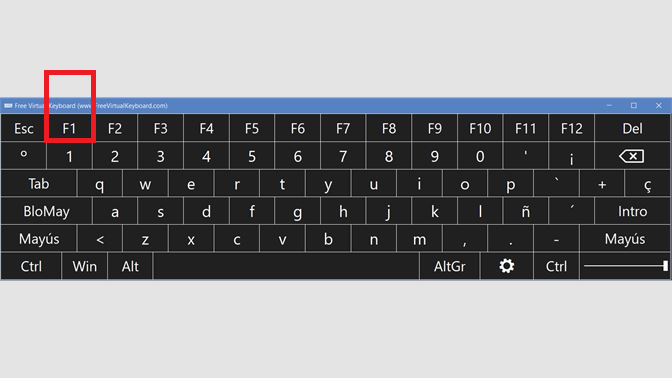 Free Virtual Keyboard (www.FreeVirtualKeyboard.com)
Esc F1 F2 F3 F4 F5 F6 F7 F8 F9 F10 F11 F12 Del
º 1 2 3 4 5 6 7 8 9 0 ' ¡
Tab q w e r t y u i o p ` + ç
BloMay a s d f g h j k l ñ ´ Intro
Mayús < z x c v b n m , . - Mayús
Ctrl Win Alt AltGr Ctrl